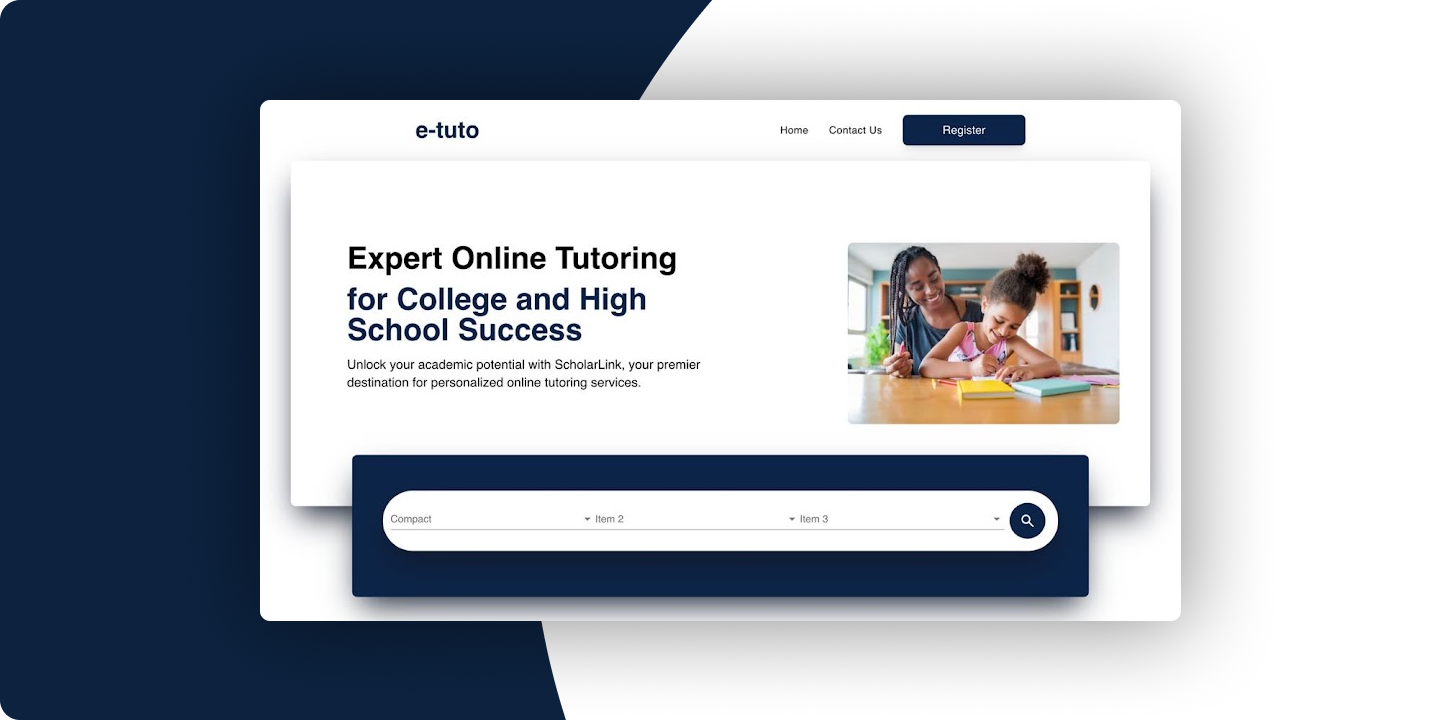 e-tuto
Home
Contact Us
Register
Expert Online Tutoring
for College and High
School Success
Unlock your academic potential with ScholarLink, your premier
destination for personalized online tutoring services.
Compact
Item 2
Item 3